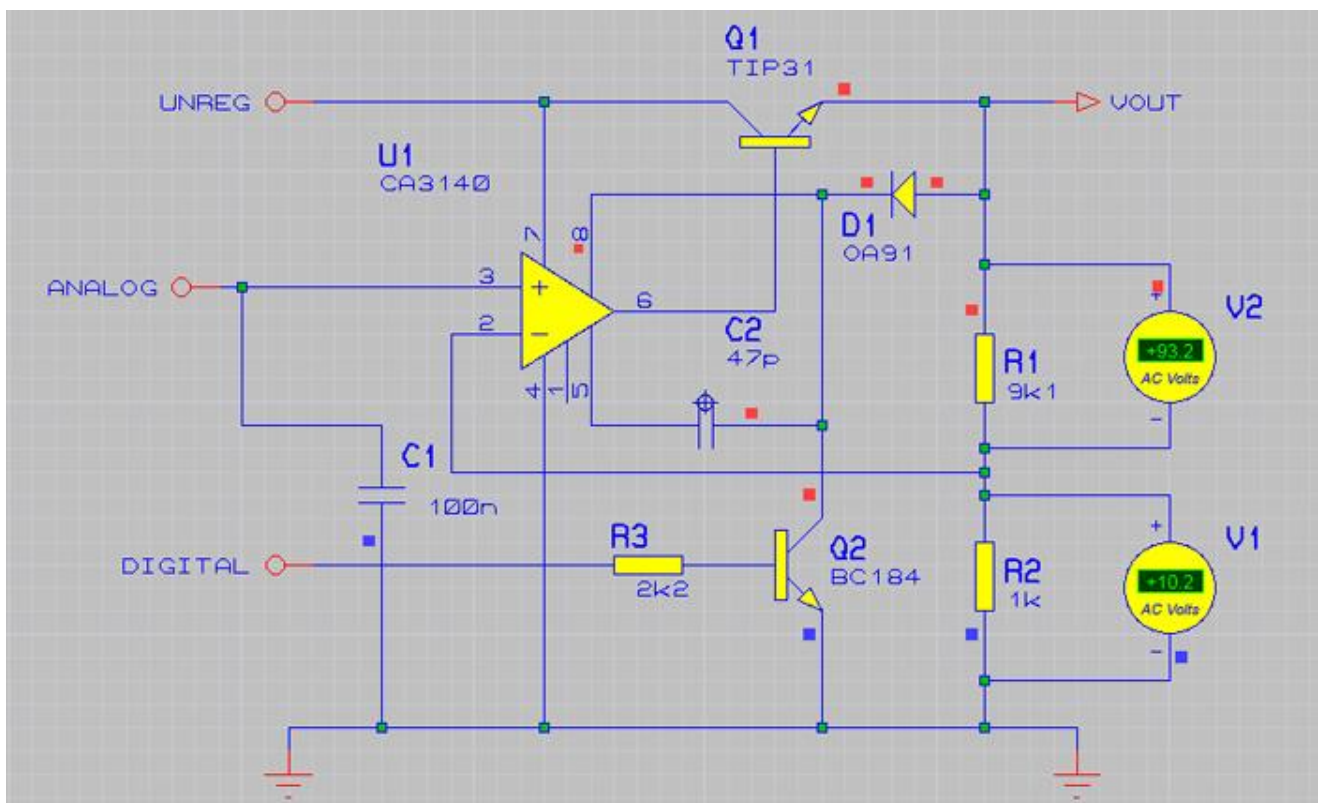 Q1
TIP31
UNREG
VOUT
U1
CA3140
7
8
D1
OA91
ANALOG
3
+
6
2
−
C2
47p
4
1
5
+
V2
+93.2
AC Volts
−
R1
9k1
C1
100n
+
V1
+10.2
AC Volts
−
R3
2k2
DIGITAL
Q2
BC184
R2
1k